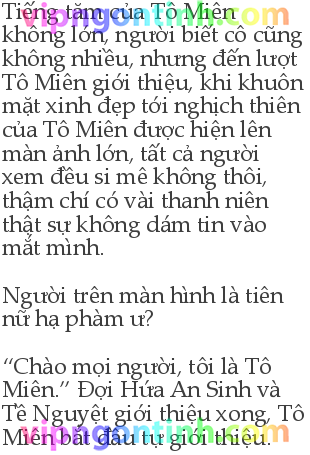 Tiếng tăm của Tô Miên
không lớn, người biết cô cũng
không nhiều, nhưng đến lượt
Tô Miên giới thiệu, khi khuôn
mặt xinh đẹp tới nghịch thiên
của Tô Miên được hiện lên
màn ảnh lớn, tất cả người
xem đều si mê không thôi,
thậm chí có vài thanh niên
thật sự không dám tin vào
mắt mình.
Người trên màn hình là tiên
nữ hạ phàm ư?
“Chào mọi người, tôi là Tô
Miên.” Đợi Hứa An Sinh và
Tề Nguyệt giới thiệu xong, Tô
Miên bắt đầu tự giới thiệu.
vipngontinh.com
vipngontinh.com
vipngontinh.com